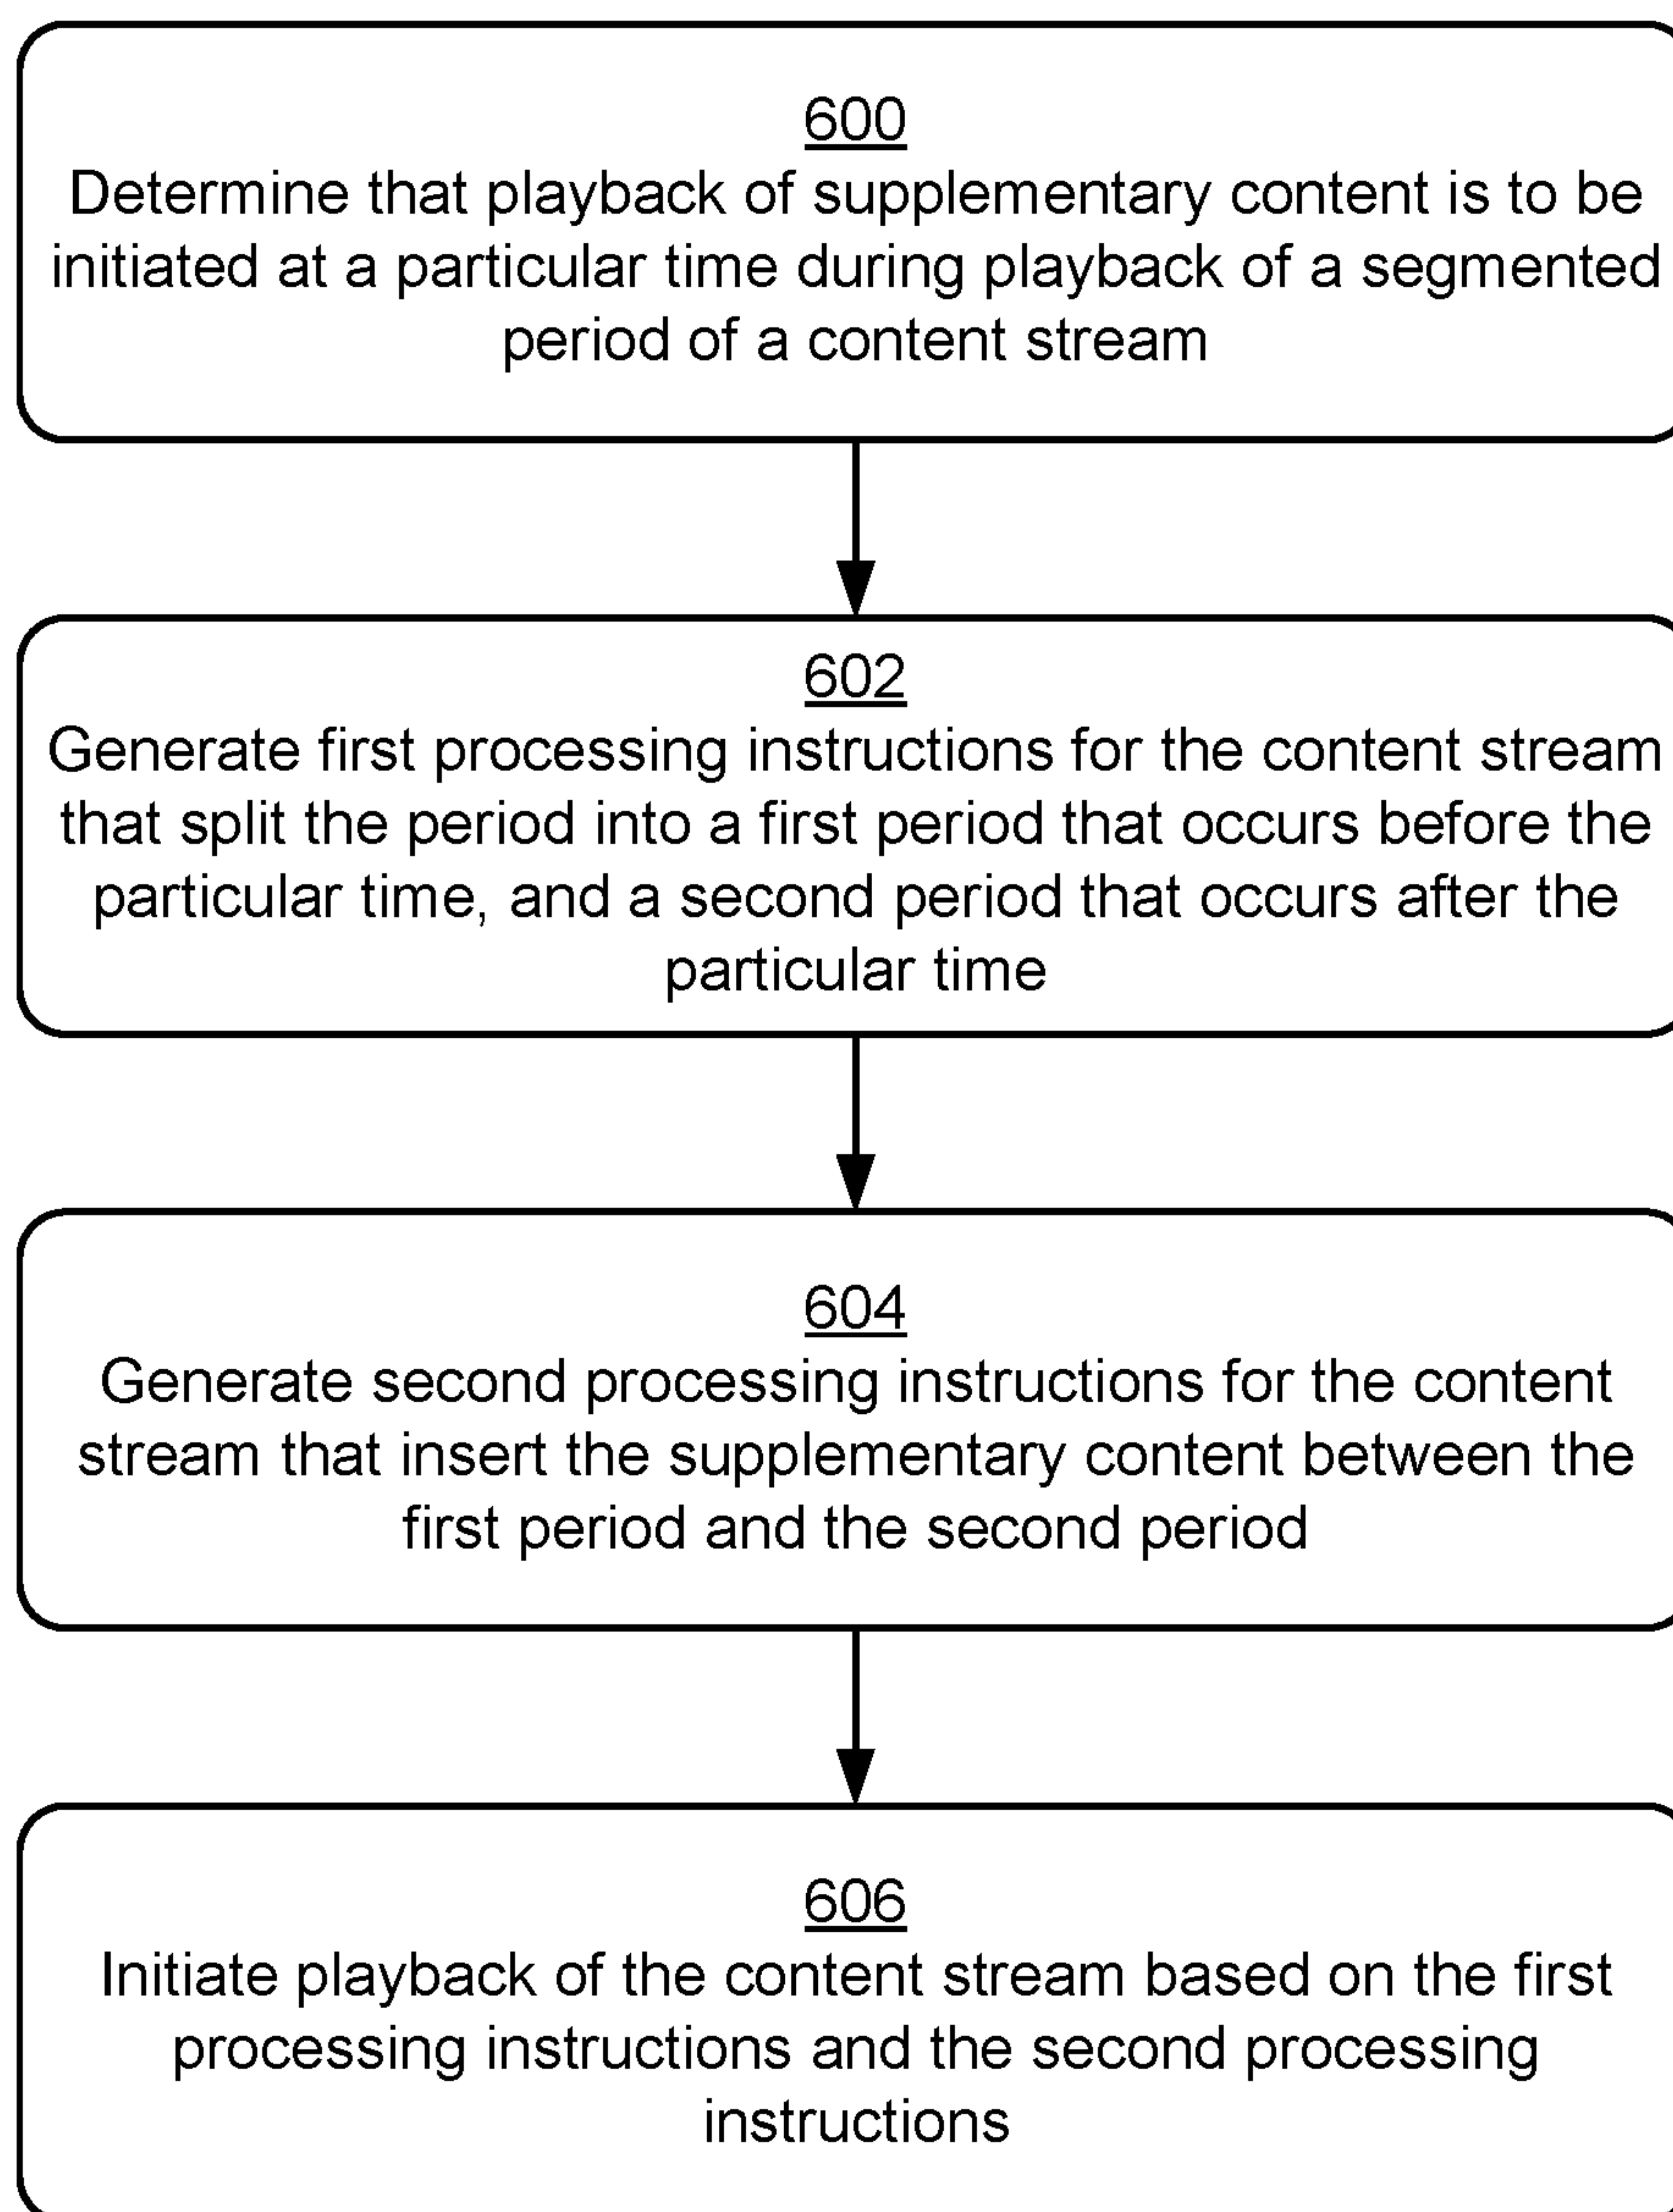 600
Determine that playback of supplementary content is to be
initiated at a particular time during playback of a segmented
period of a content stream
602
Generate first processing instructions for the content stream
that split the period into a first period that occurs before the
particular time, and a second period that occurs after the
particular time
604
Generate second processing instructions for the content
stream that insert the supplementary content between the
first period and the second period
606
Initiate playback of the content stream based on the first
processing instructions and the second processing
instructions